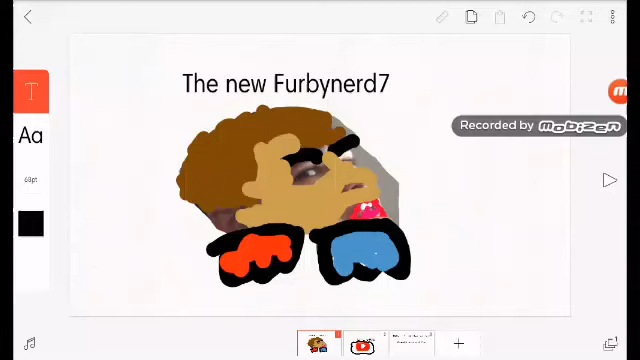 The new Furbynerd7
T
Recorded by mobizen
Aa
68pt